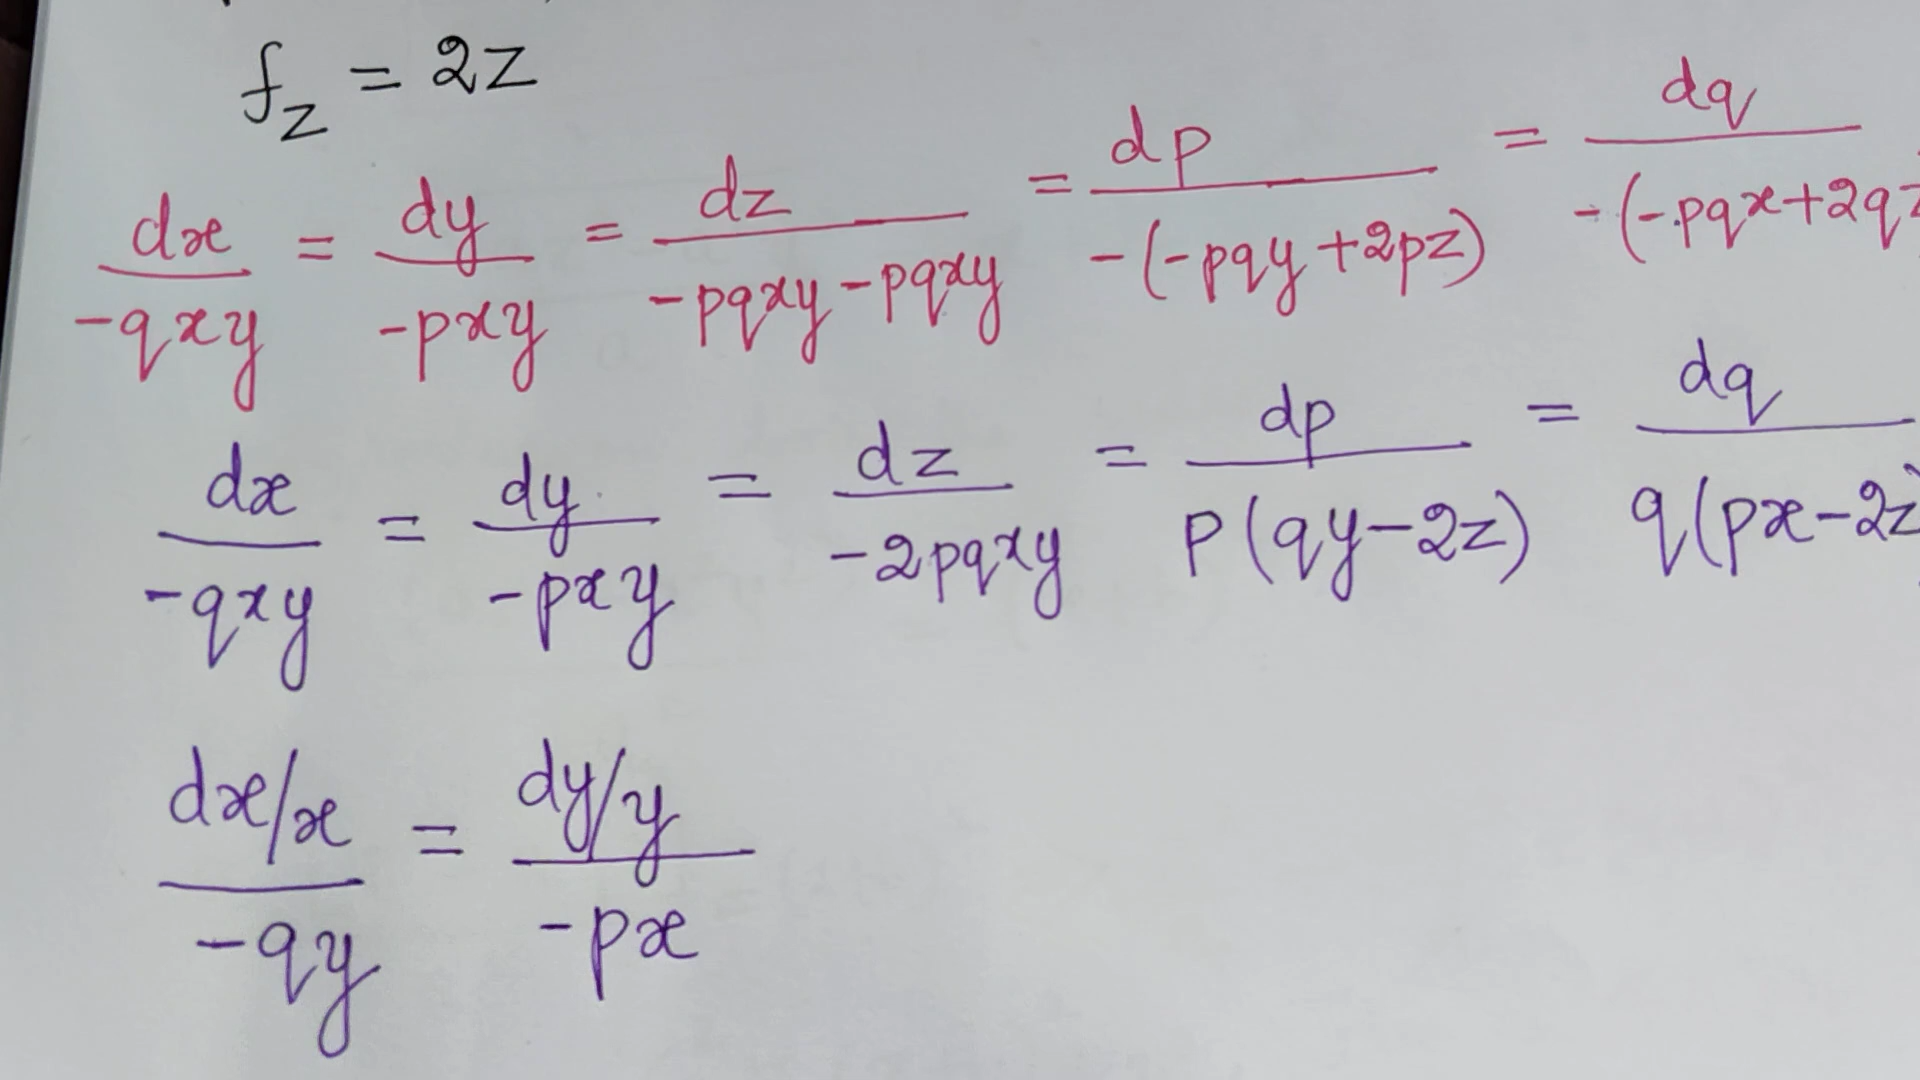 f_z = 2z
dx/-qxy = dy/-pxy = dz/-pqxy-pqxy = dp/-(-pqy+2pz) = dq/-(-pqx+2qz
dx/-qxy = dy/-pxy = dz/-2pqxy = dp/p(qy-2z) = dq/q(px-2z)
dx/x/-qy = dy/y/-px